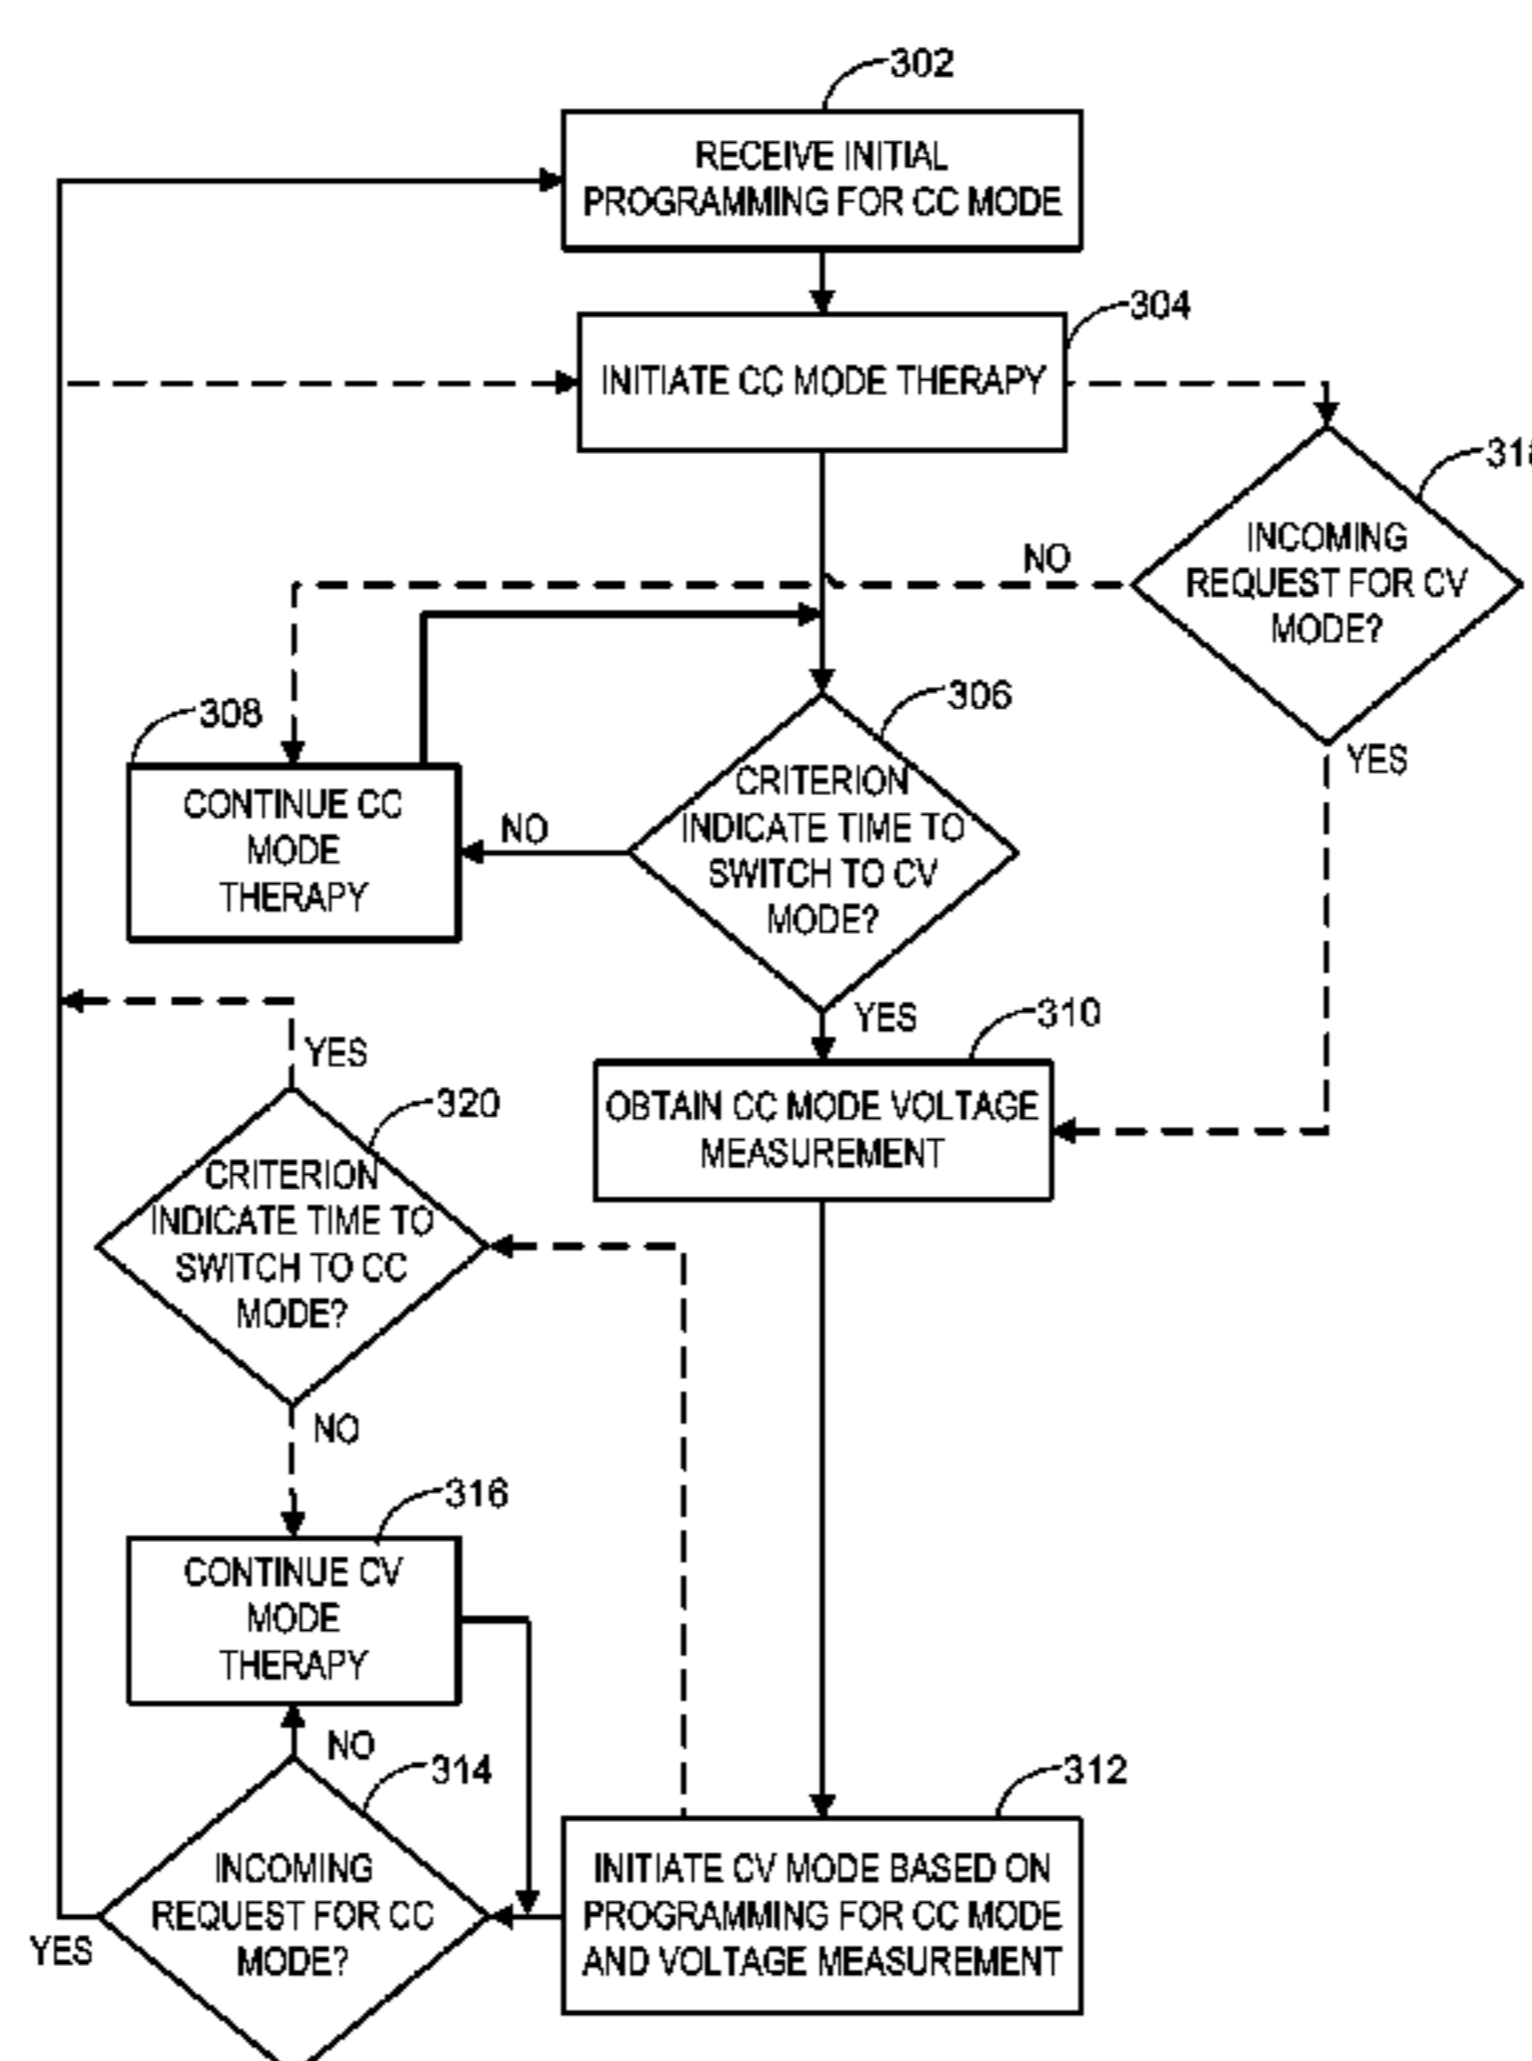 302
RECEIVE INITIAL
PROGRAMMING FOR CC MODE
304
INITIATE CC MODE THERAPY
INCOMING
REQUEST FOR CV
MODE?
NO
YES
306
CRITERION
INDICATE TIME TO
SWITCH TO CV
MODE?
NO
YES
308
CONTINUE CC
MODE
THERAPY
310
OBTAIN CC MODE VOLTAGE
MEASUREMENT
YES
320
CRITERION
INDICATE TIME TO
SWITCH TO CC
MODE?
NO
316
CONTINUE CV
MODE
THERAPY
NO
314
INCOMING
REQUEST FOR CC
MODE?
YES
312
INITIATE CV MODE BASED ON
PROGRAMMING FOR CC MODE
AND VOLTAGE MEASUREMENT